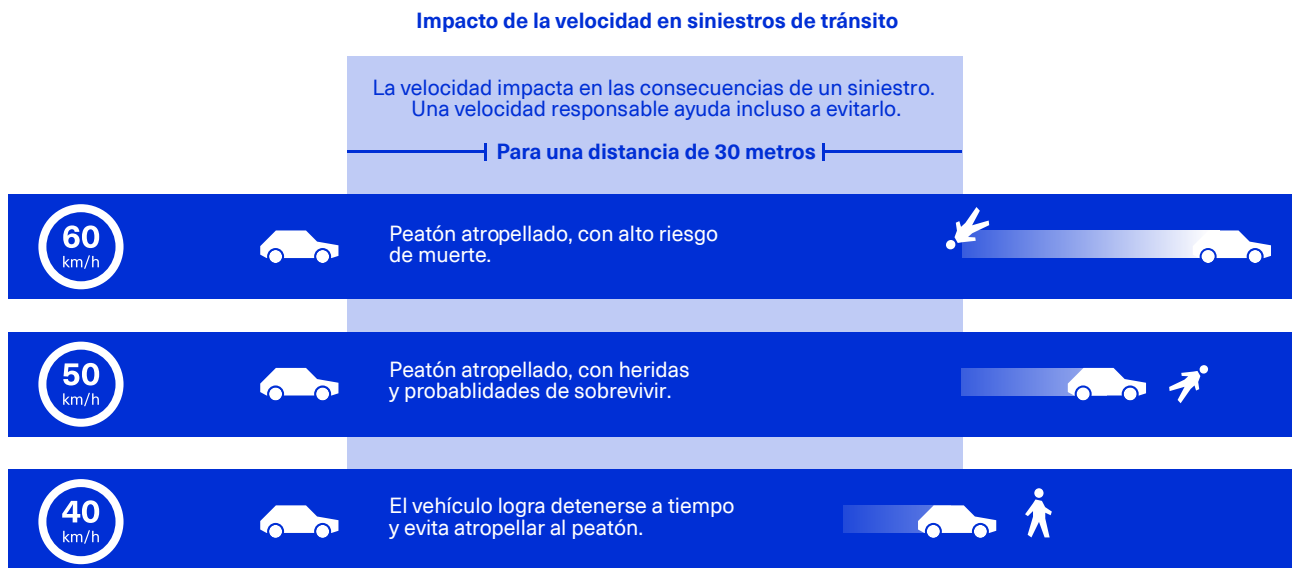 Impacto de la velocidad en siniestros de tránsito
La velocidad impacta en las consecuencias de un siniestro.
Una velocidad responsable ayuda incluso a evitarlo.
Para una distancia de 30 metros
60
km/h
Peatón atropellado, con alto riesgo
de muerte.
50
km/h
Peatón atropellado, con heridas
y probablidades de sobrevivir.
40
km/h
El vehículo logra detenerse a tiempo
y evita atropellar al peatón.